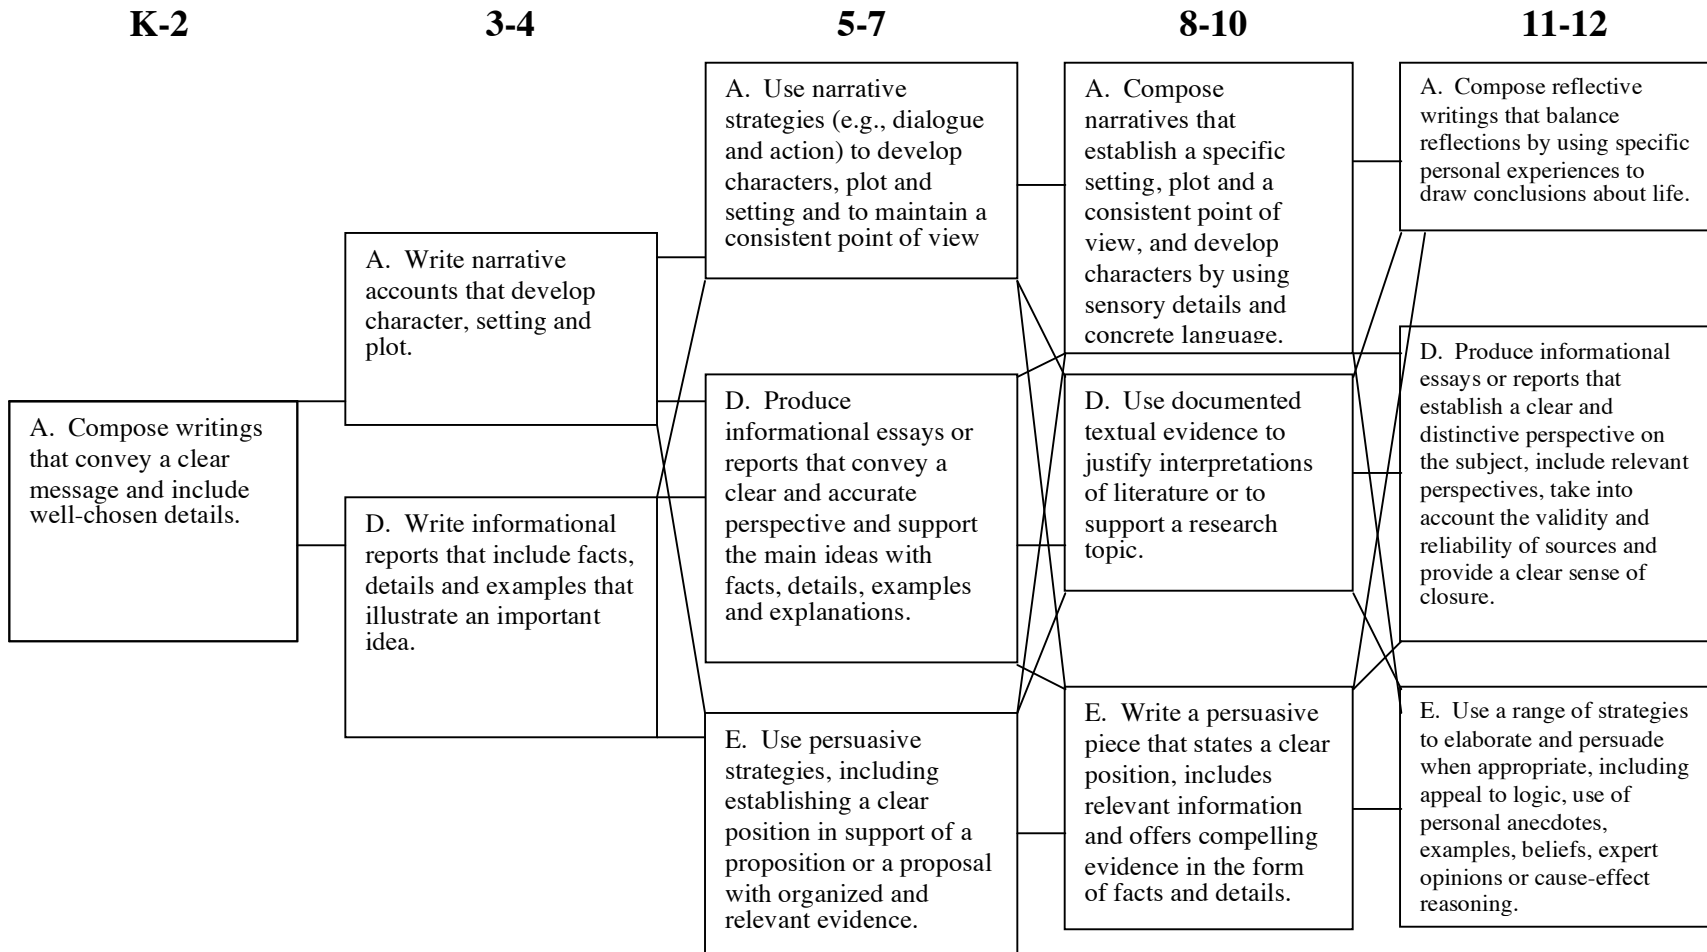 K-2
3-4
5-7
8-10
11-12
A. Compose writings
that convey a clear
message and include
well-chosen details.
A. Write narrative
accounts that develop
character, setting and
plot.
D. Write informational
reports that include facts,
details and examples that
illustrate an important
idea.
A. Use narrative
strategies (e.g., dialogue
and action) to develop
characters, plot and
setting and to maintain a
consistent point of view
D. Produce
informational essays or
reports that convey a
clear and accurate
perspective and support
the main ideas with
facts, details, examples
and explanations.
E. Use persuasive
strategies, including
establishing a clear
position in support of a
proposition or a proposal
with organized and
relevant evidence.
A. Compose
narratives that
establish a specific
setting, plot and a
consistent point of
view, and develop
characters by using
sensory details and
concrete language.
D. Use documented
textual evidence to
justify interpretations
of literature or to
support a research
topic.
E. Write a persuasive
piece that states a clear
position, includes
relevant information
and offers compelling
evidence in the form
of facts and details.
A. Compose reflective
writings that balance
reflections by using specific
personal experiences to
draw conclusions about life.
D. Produce informational
essays or reports that
establish a clear and
distinctive perspective on
the subject, include relevant
perspectives, take into
account the validity and
reliability of sources and
provide a clear sense of
closure.
E. Use a range of strategies
to elaborate and persuade
when appropriate, including
appeal to logic, use of
personal anecdotes,
examples, beliefs, expert
opinions or cause-effect
reasoning.